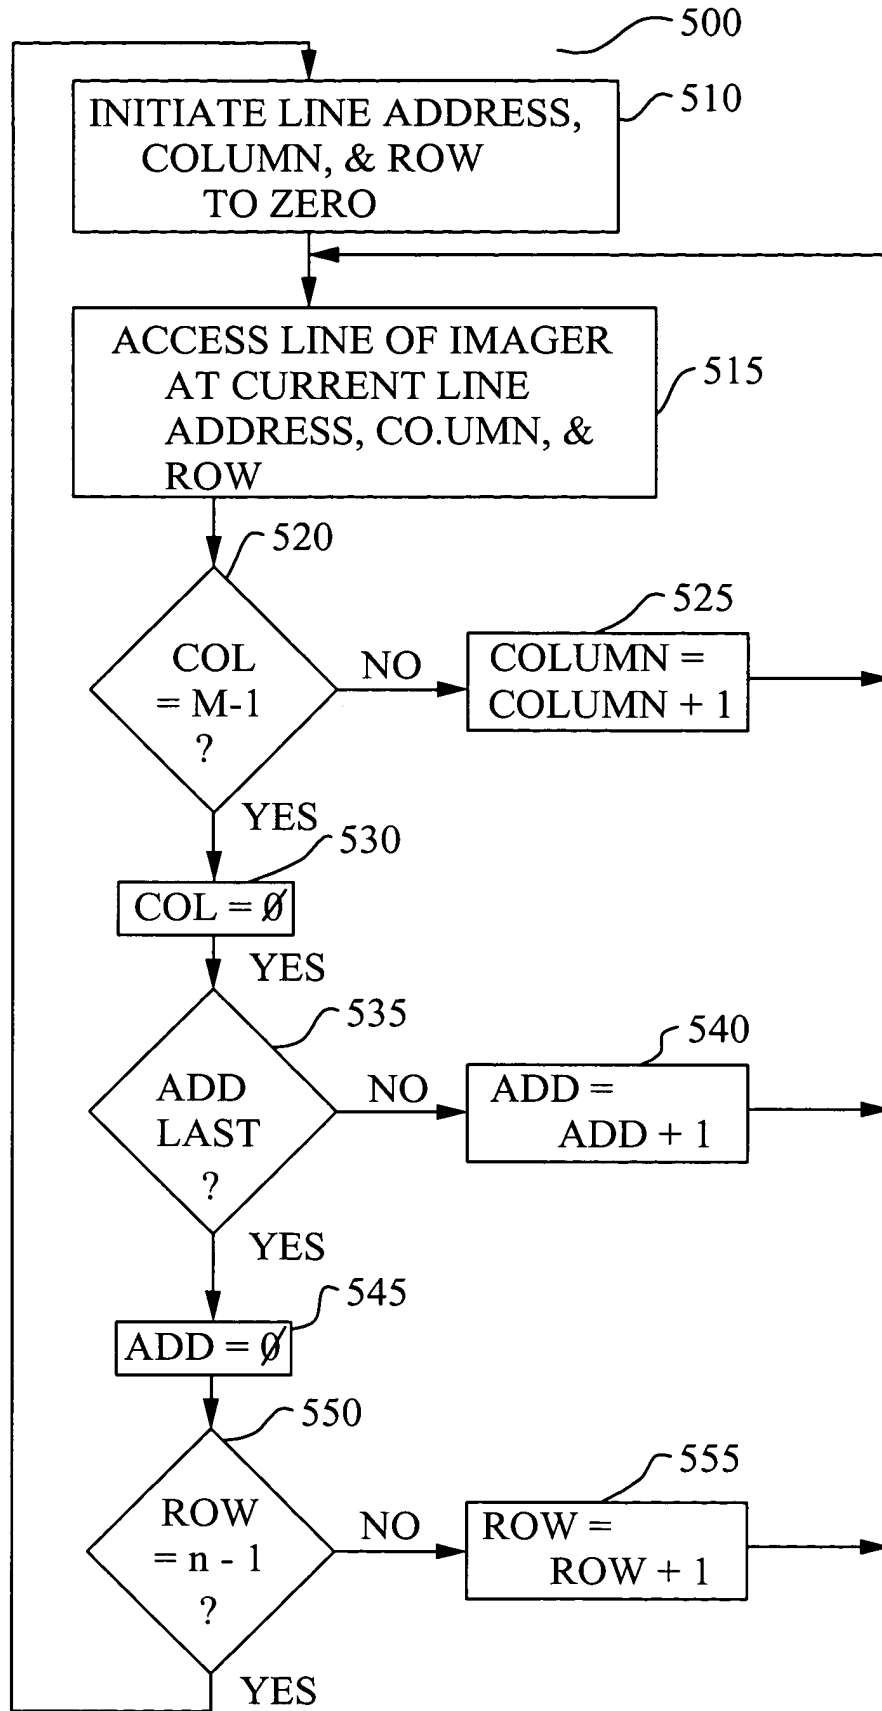 500
510
INITIATE LINE ADDRESS,
COLUMN, & ROW
TO ZERO
ACCESS LINE OF IMAGER
AT CURRENT LINE
ADDRESS, CO.UMN, &
ROW
515
520
COL
= M-1
?
NO
525
COLUMN =
COLUMN + 1
YES
530
COL = 0̸
YES
535
ADD
LAST
?
NO
540
ADD =
ADD + 1
YES
545
ADD = 0̸
550
ROW
= n - 1
?
NO
555
ROW =
ROW + 1
YES